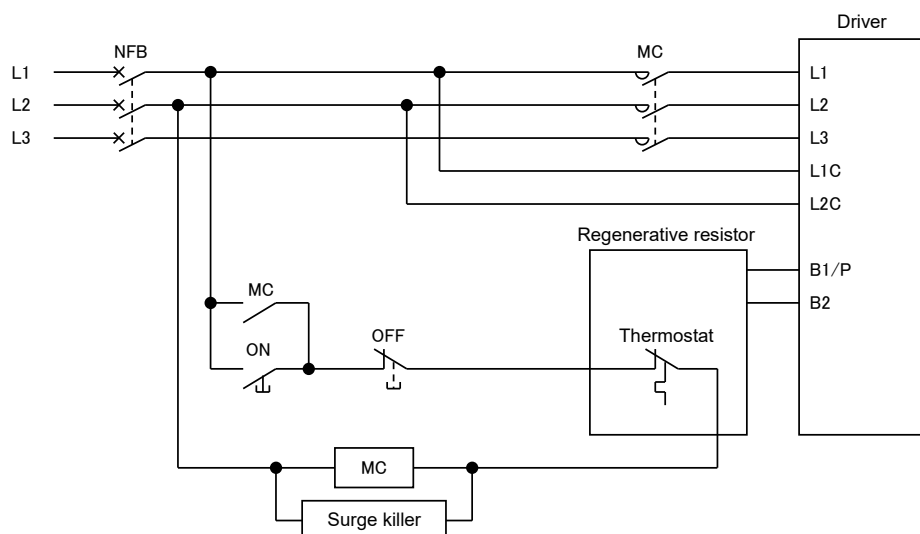 Driver
NFB
MC
L1
L1
L2
L2
L3
L3
L1C
L2C
Regenerative resistor
B1/P
MC
B2
ON
OFF
Thermostat
MC
Surge killer